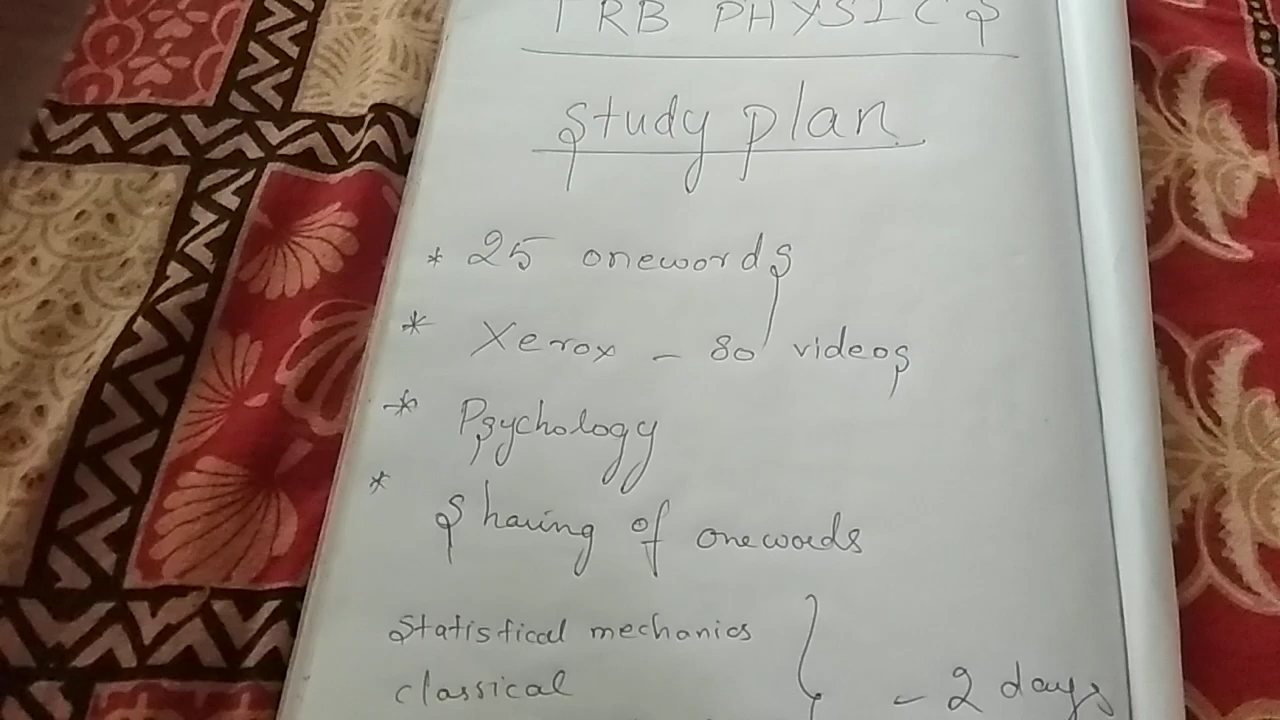 TRB PHYSICS
Study plan
* 25 onewords
* Xerox - 80 videos
* Psychology
* Sharing of onewords
Statistical mechanics
classical
- 2 days